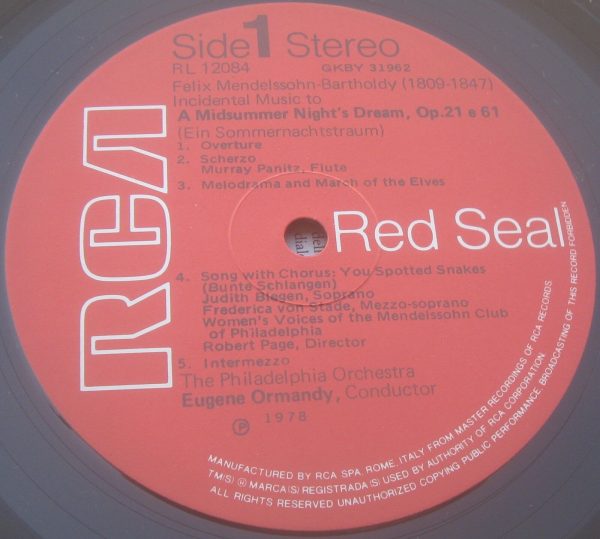 Side 1 Stereo
RL 12084 GKBY 31962
Felix Mendelssohn-Bartholdy (1809-1847)
Incidental Music to
A Midsummer Night's Dream, Op.21 e 61
(Ein Sommernachtstraum)
1. Overture
2. Scherzo
Murray Panitz, Flute
3. Melodrama and March of the Elves
RCA
Red Seal
4. Song with Chorus: You Spotted Snakes
(Bunte Schlangen)
Judith Blegen, Soprano
Frederica von Stade, Mezzo-soprano
Women's Voices of the Mendelssohn Club
of Philadelphia
Robert Page, Director
5. Intermezzo
The Philadelphia Orchestra
Eugene Ormandy, Conductor
Ⓟ 1978
MANUFACTURED BY RCA SPA, ROME, ITALY FROM MASTER RECORDINGS OF RCA RECORDS
TM(S) ® MARCA(S) REGISTRADA(S) USED BY AUTHORITY OF RCA CORPORATION
ALL RIGHTS RESERVED UNAUTHORIZED COPYING PUBLIC PERFORMANCE, BROADCASTING OF THIS RECORD FORBIDDEN